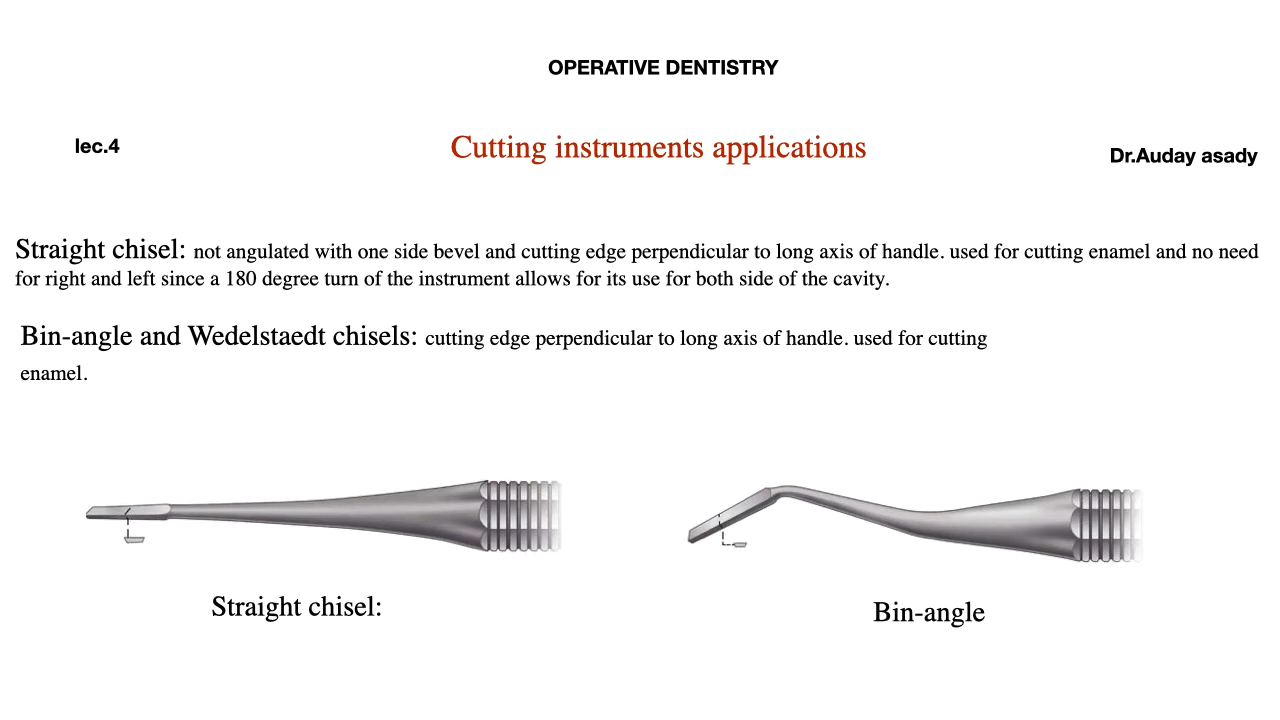 OPERATIVE DENTISTRY
lec.4
Cutting instruments applications
Dr.Auday asady
Straight chisel: not angulated with one side bevel and cutting edge perpendicular to long axis of handle. used for cutting enamel and no need
for right and left since a 180 degree turn of the instrument allows for its use for both side of the cavity.
Bin-angle and Wedelstaedt chisels: cutting edge perpendicular to long axis of handle. used for cutting
enamel.
Straight chisel:
Bin-angle